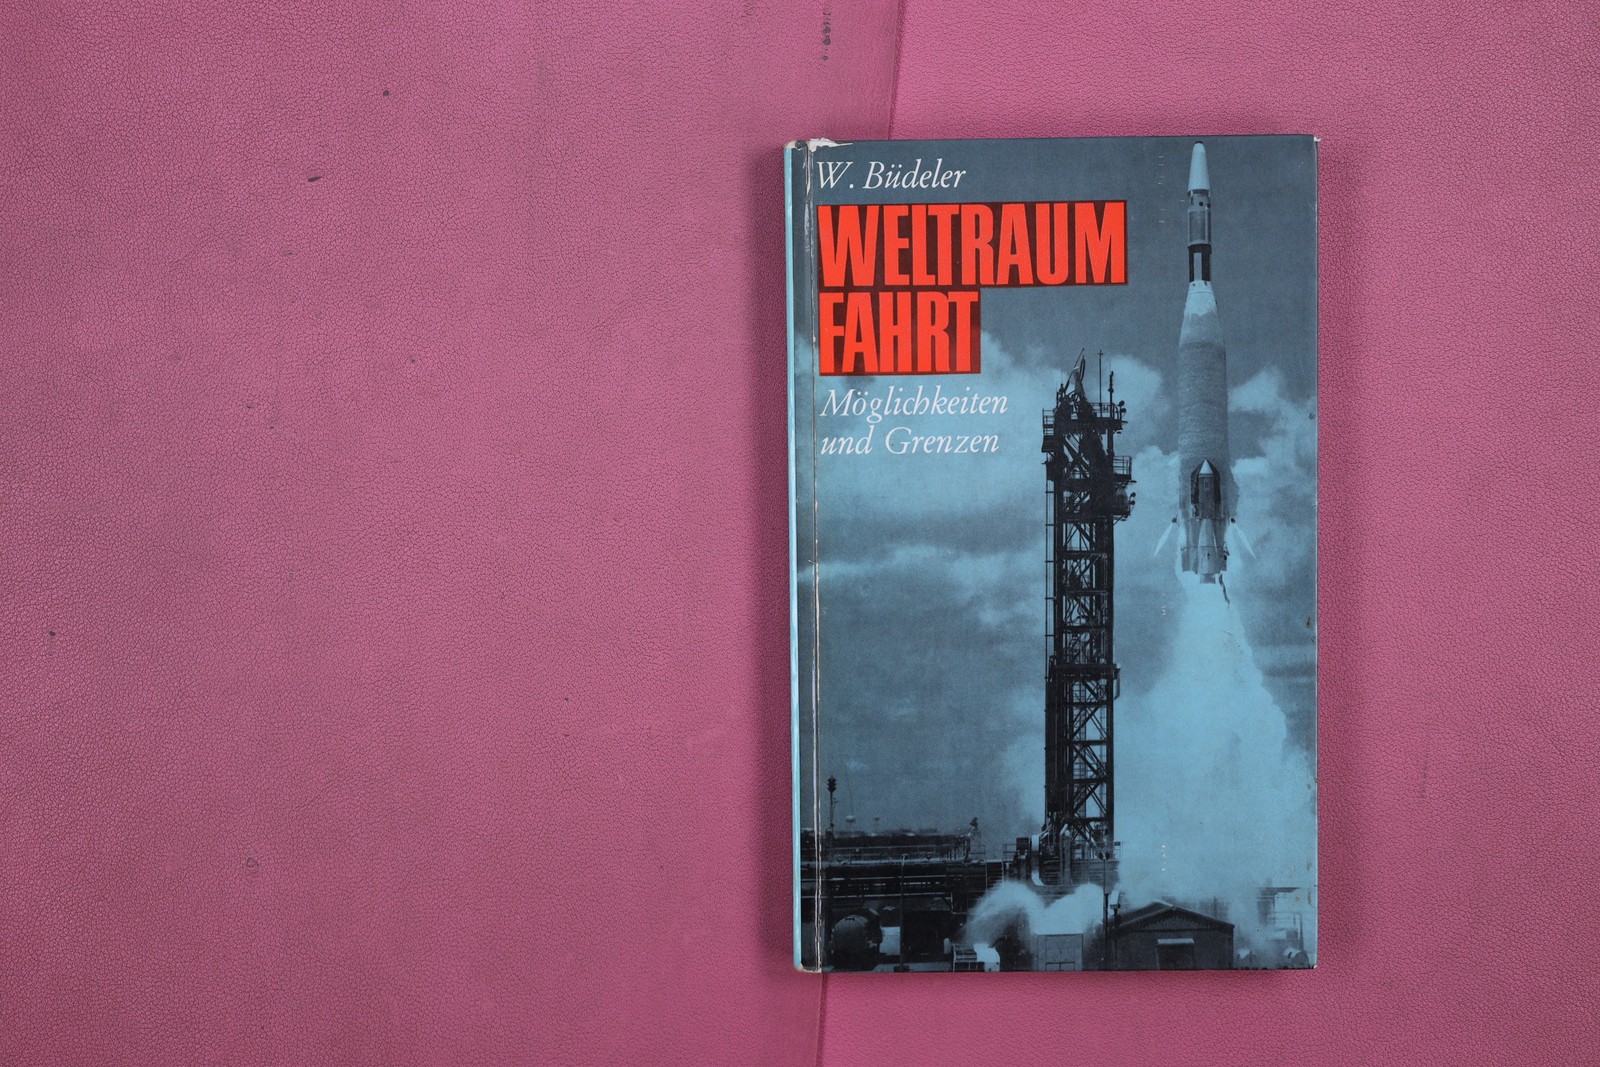 W. Büdeler
WELTRAUM
FAHRT
Möglichkeiten
und Grenzen